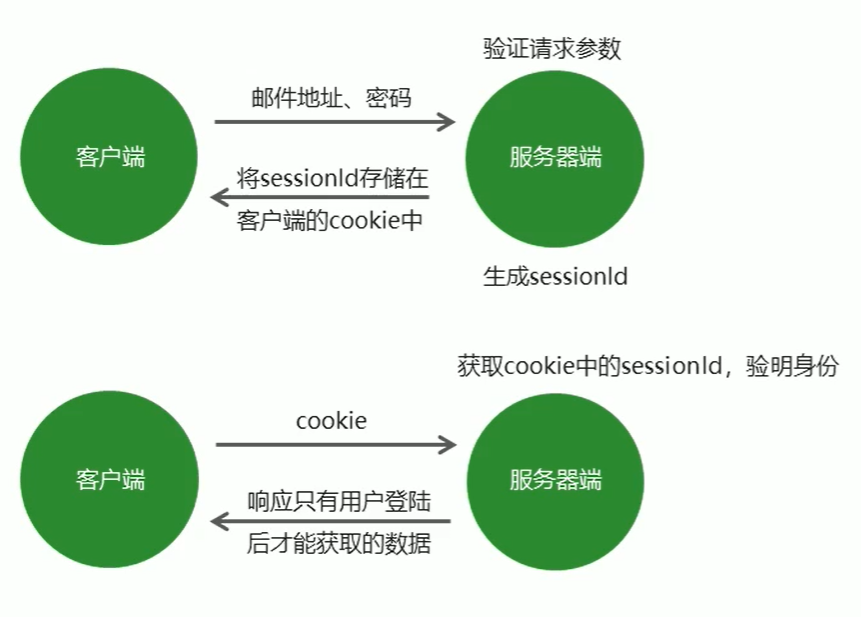 验证请求参数
邮件地址、密码
客户端
服务器端
将sessionId存储在
客户端的cookie中
生成sessionId
获取cookie中的sessionId，验明身份
cookie
客户端
服务器端
响应只有用户登陆
后才能获取的数据